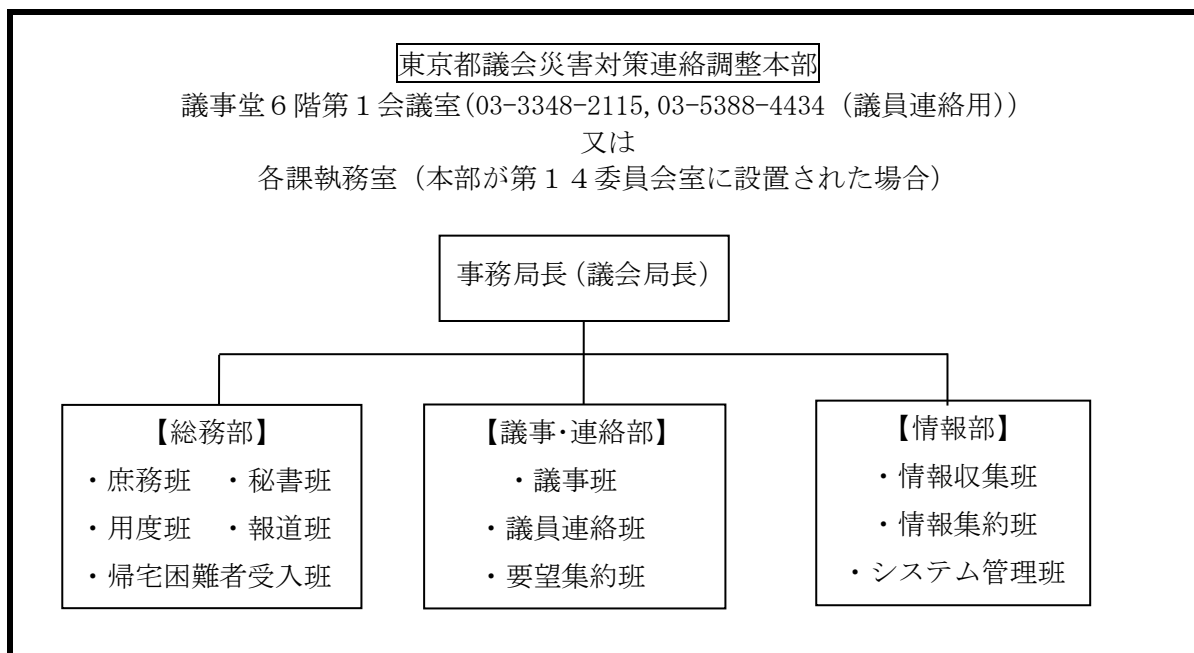 東京都議会災害対策連絡調整本部
議事堂６階第１会議室(03-3348-2115,03-5388-4434（議員連絡用))
又は
各課執務室（本部が第１４委員会室に設置された場合）
事務局長（議会局長）
【総務部】
・庶務班　・秘書班
・用度班　・報道班
・帰宅困難者受入班
【議事･連絡部】
・議事班
・議員連絡班
・要望集約班
【情報部】
・情報収集班
・情報集約班
・システム管理班